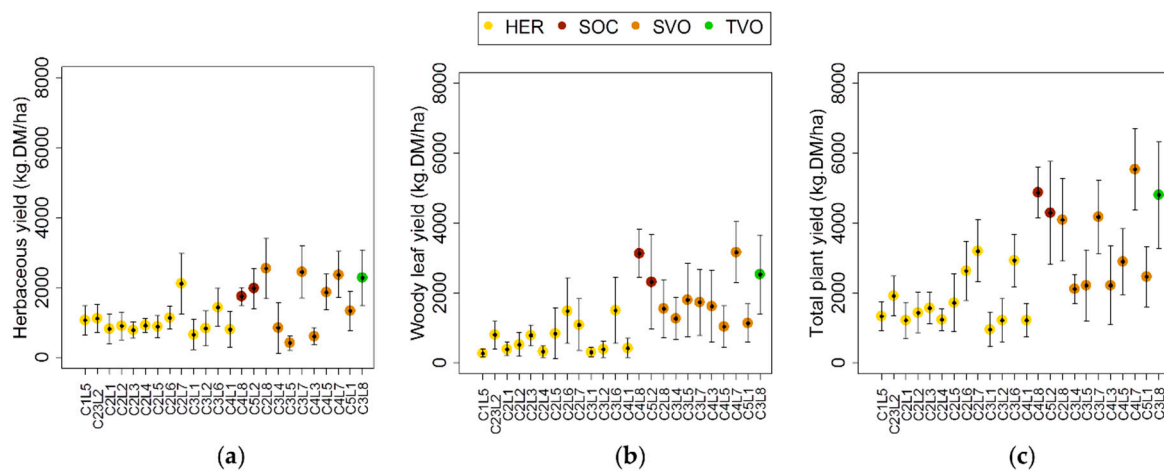 HER SOC SVO TVO
Herbaceous yield (kg.DM/ha)
8000
6000
4000
2000
0
C1L5 C23L2 C2L1 C2L2 C2L3 C2L4 C2L5 C2L6 C2L7 C3L1 C3L2 C3L6 C4L1 C4L8 C5L2 C2L8 C3L4 C3L5 C3L7 C4L3 C4L5 C4L7 C5L1 C3L8
(a)
Woody leaf yield (kg.DM/ha)
8000
6000
4000
2000
0
C1L5 C23L2 C2L1 C2L2 C2L3 C2L4 C2L5 C2L6 C2L7 C3L1 C3L2 C3L6 C4L1 C4L8 C5L2 C2L8 C3L4 C3L5 C3L7 C4L3 C4L5 C4L7 C5L1 C3L8
(b)
Total plant yield (kg.DM/ha)
8000
6000
4000
2000
0
C1L5 C23L2 C2L1 C2L2 C2L3 C2L4 C2L5 C2L6 C2L7 C3L1 C3L2 C3L6 C4L1 C4L8 C5L2 C2L8 C3L4 C3L5 C3L7 C4L3 C4L5 C4L7 C5L1 C3L8
(c)